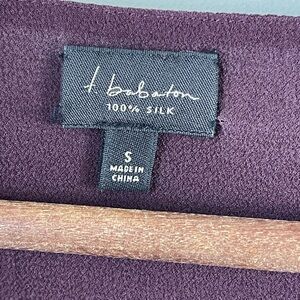 t babaton
100% SILK
S
MADE IN
CHINA